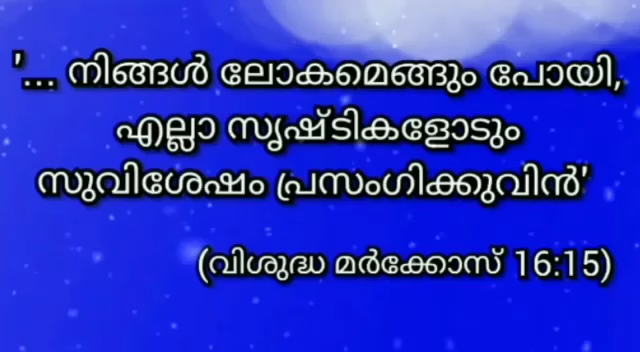 '... നിങ്ങൾ ലോകമെങ്ങും പോയി,
എല്ലാ സൃഷ്ടികളോടും
സുവിശേഷം പ്രസംഗിക്കുവിൻ'
(വിശുദ്ധ മർക്കോസ് 16:15)